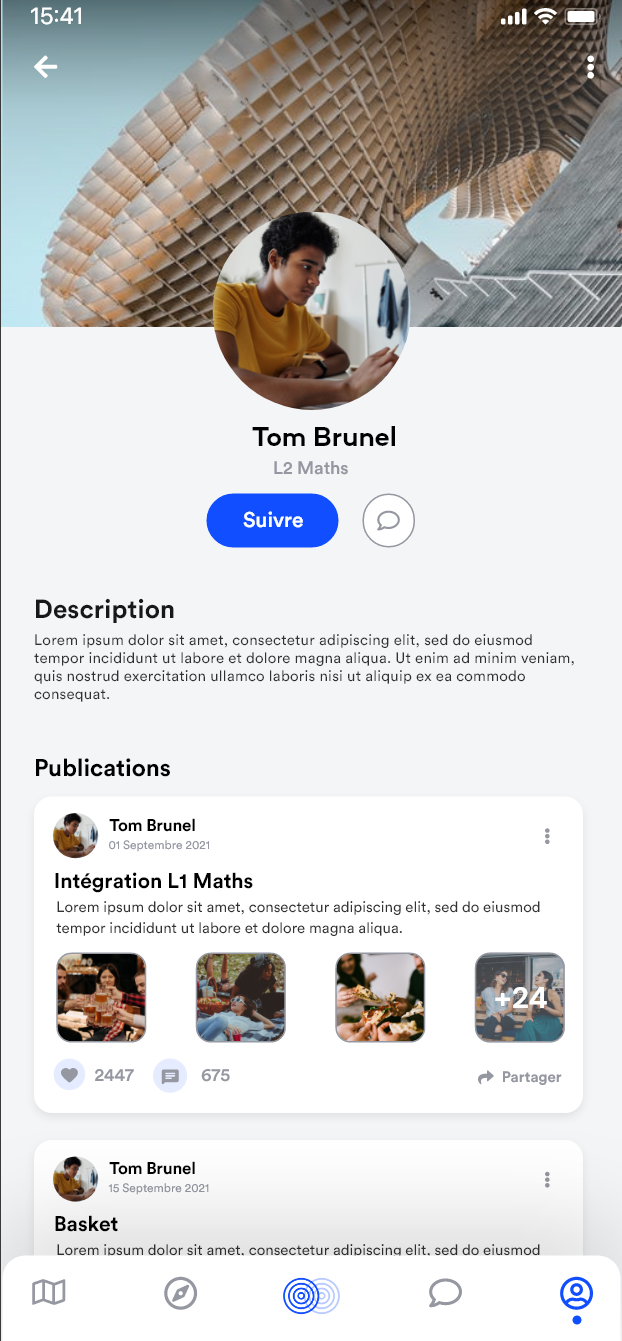 15:41
Tom Brunel
L2 Maths
Suivre
Description
Lorem ipsum dolor sit amet, consectetur adipiscing elit, sed do eiusmod
tempor incididunt ut labore et dolore magna aliqua. Ut enim ad minim veniam,
quis nostrud exercitation ullamco laboris nisi ut aliquip ex ea commodo
consequat.
Publications
Tom Brunel
01 Septembre 2021
Intégration L1 Maths
Lorem ipsum dolor sit amet, consectetur adipiscing elit, sed do eiusmod
tempor incididunt ut labore et dolore magna aliqua.
+24
2447 675 Partager
Tom Brunel
15 Septembre 2021
Basket
Lorem ipsum dolor sit amet, consectetur adipiscing elit, sed do eiusmod